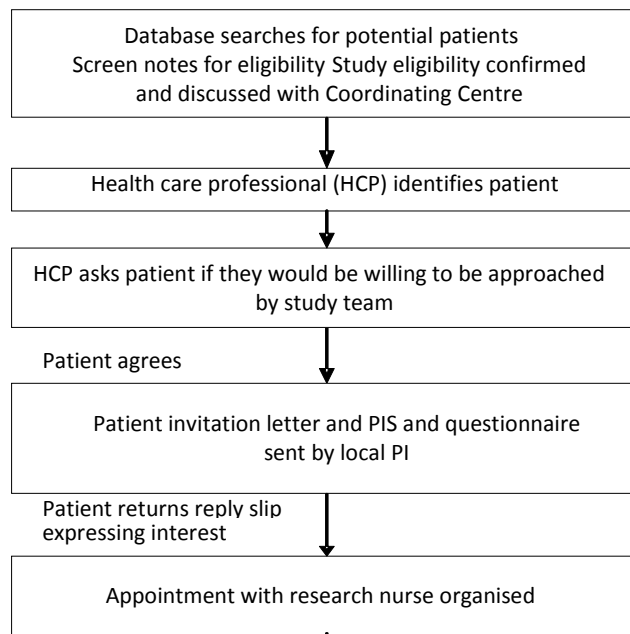 Database searches for potential patients
Screen notes for eligibility Study eligibility confirmed
and discussed with Coordinating Centre
Health care professional (HCP) identifies patient
HCP asks patient if they would be willing to be approached
by study team
Patient agrees
Patient invitation letter and PIS and questionnaire
sent by local PI
Patient returns reply slip
expressing interest
Appointment with research nurse organised